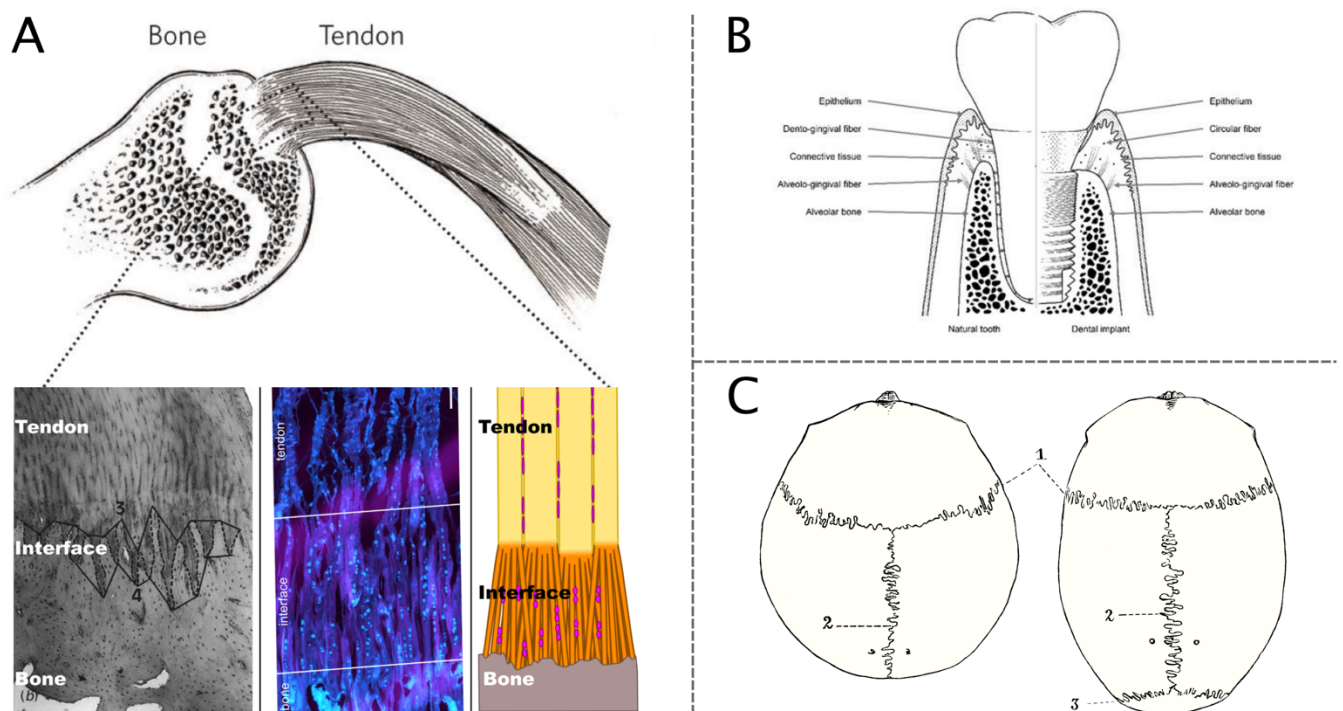 A
Bone
Tendon
Tendon
3
Interface
4
Bone
(b)
tendon
interface
bone
Tendon
Interface
Bone
B
Epithelium
Dento-gingival fiber
Connective tissue
Alveolo-gingival fiber
Alveolar bone
Epithelium
Circular fiber
Connective tissue
Alveolo-gingival fiber
Alveolar bone
Natural tooth
Dental implant
C
1
2
2
3